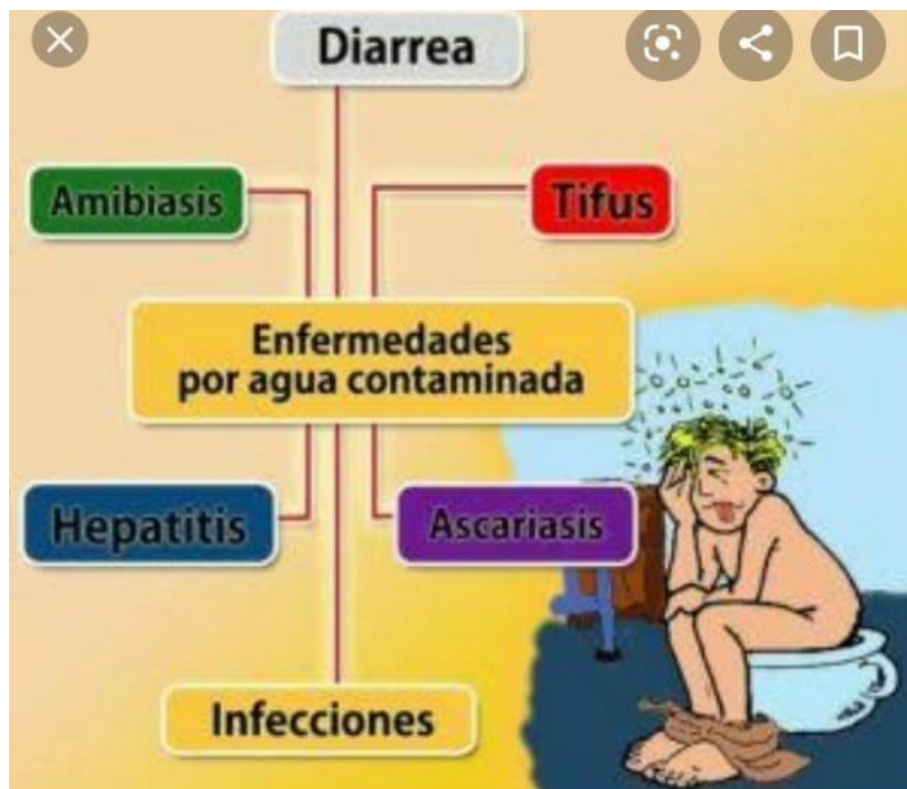 Diarrea
Amibiasis
Tifus
Enfermedades
por agua contaminada
Hepatitis
Ascariasis
Infecciones